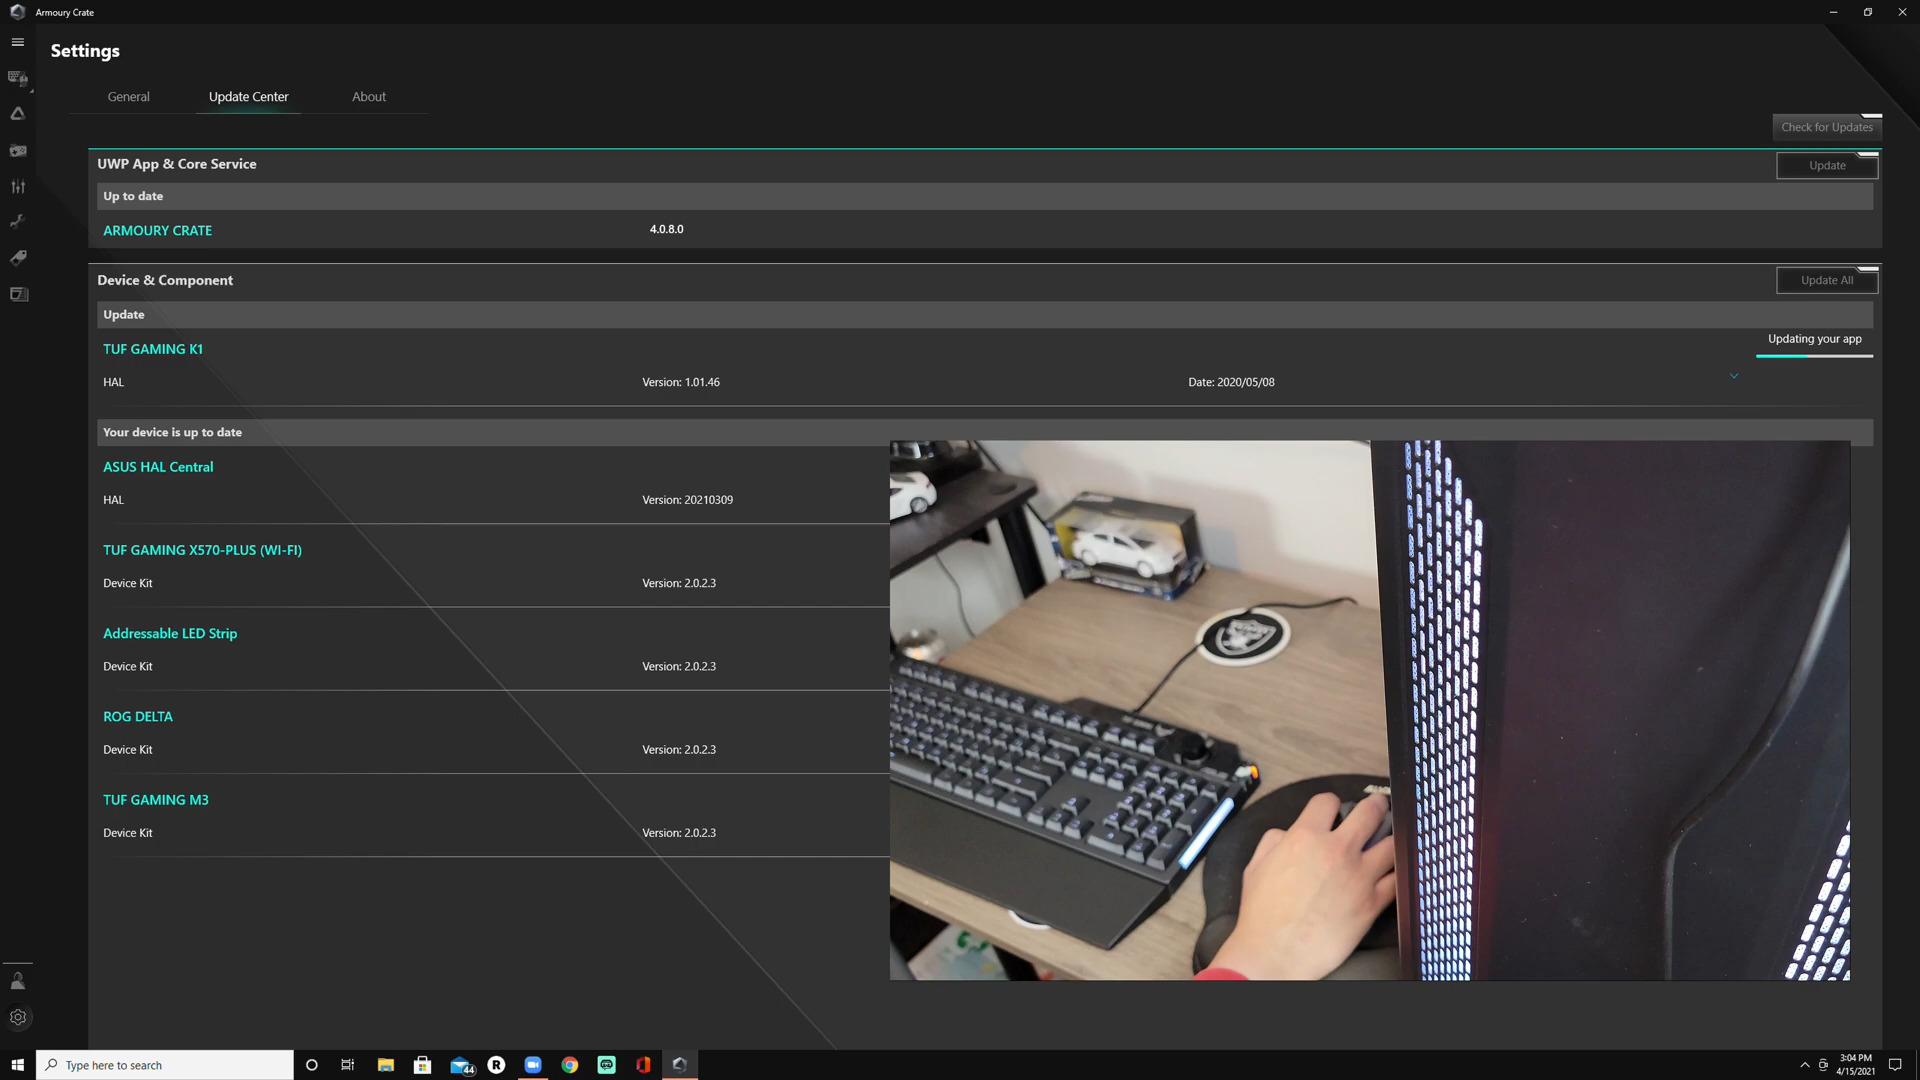 Armoury Crate
Settings
General
Update Center
About
Check for Updates
UWP App & Core Service
Update
Up to date
ARMOURY CRATE
4.0.8.0
Device & Component
Update All
Update
TUF GAMING K1
Updating your app
HAL
Version: 1.01.46
Date: 2020/05/08
Your device is up to date
ASUS HAL Central
HAL
Version: 20210309
TUF GAMING X570-PLUS (WI-FI)
Device Kit
Version: 2.0.2.3
Addressable LED Strip
Device Kit
Version: 2.0.2.3
ROG DELTA
Device Kit
Version: 2.0.2.3
TUF GAMING M3
Device Kit
Version: 2.0.2.3
Type here to search
44
R
3:04 PM
4/15/2021